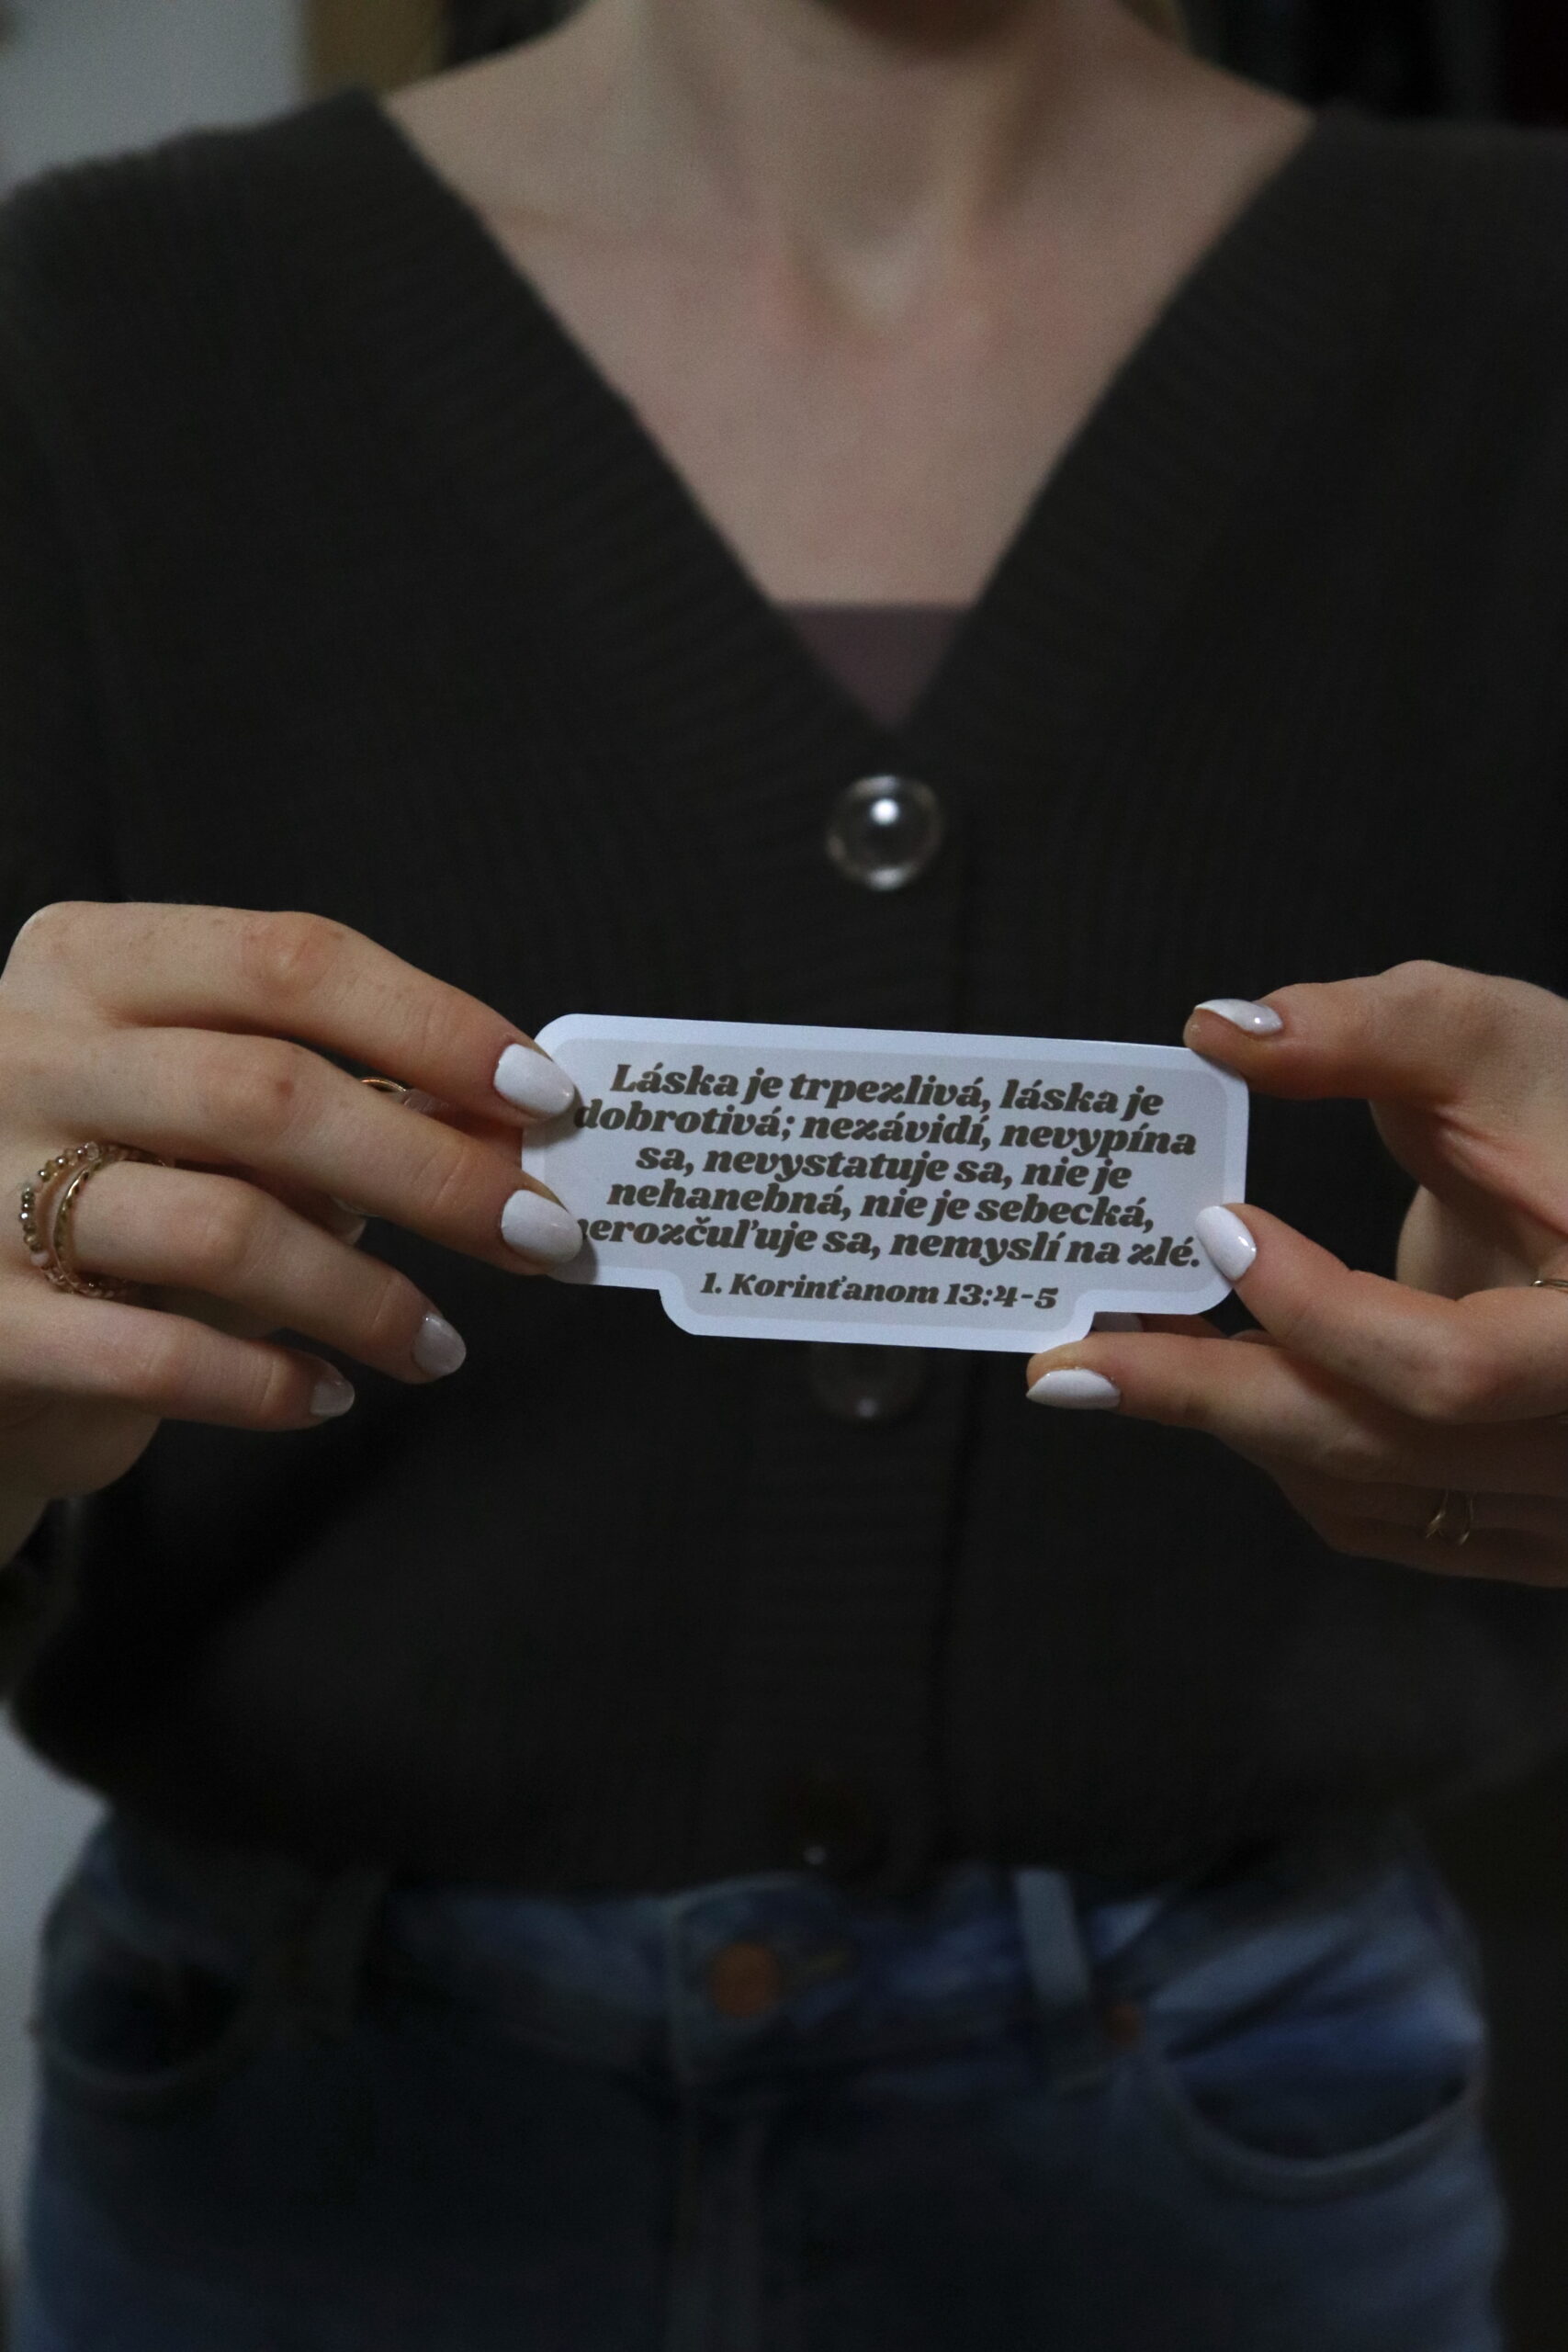 Láska je trpezlivá, láska je
dobrotivá; nezávidí, nevypína
sa, nevystatuje sa, nie je
nehanebná, nie je sebecká,
nerozčuľuje sa, nemyslí na zlé.
1. Korinťanom 13:4-5